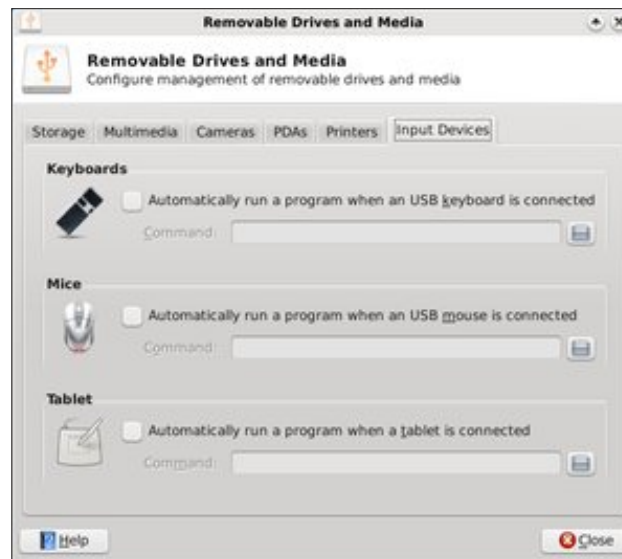 Removable Drives and Media
Removable Drives and Media
Configure management of removable drives and media
Storage Multimedia Cameras PDAs Printers Input Devices
Keyboards
Automatically run a program when an USB keyboard is connected
Command:
Mice
Automatically run a program when an USB mouse is connected
Command:
Tablet
Automatically run a program when a tablet is connected
Command:
Help Close